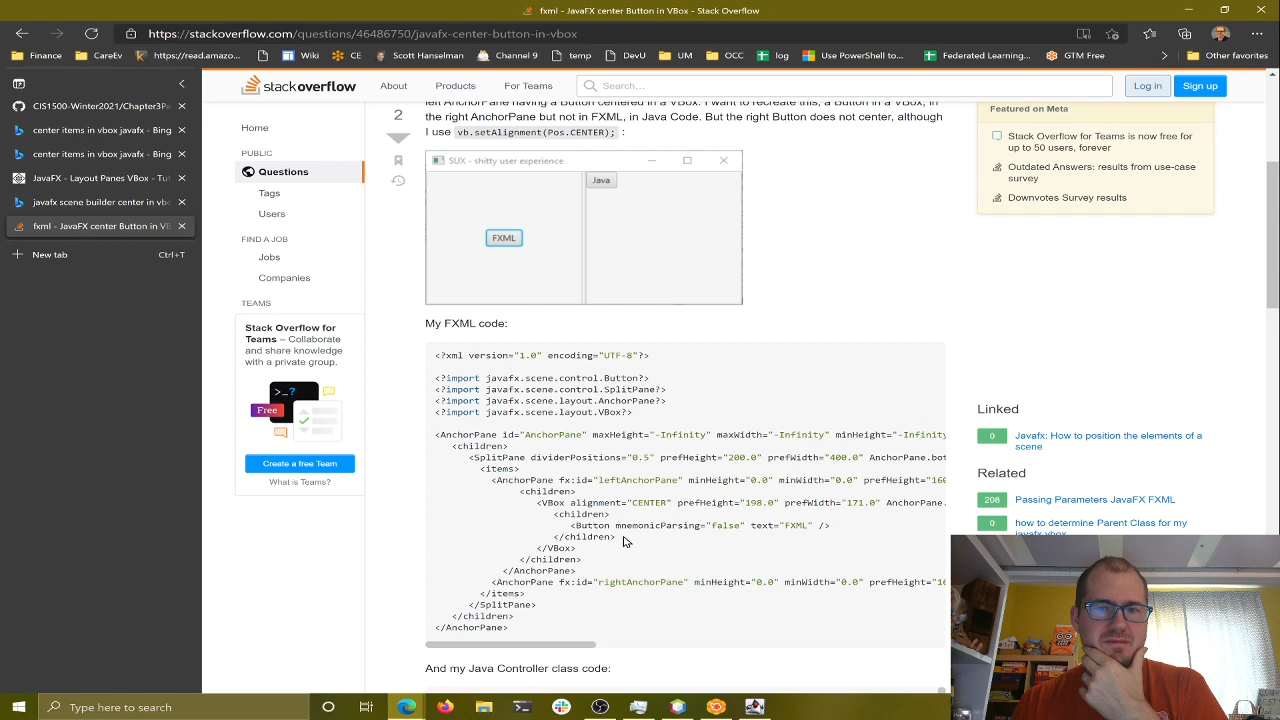 fxml - JavaFX Center Button in VBox - Stack Overflow
https://stackoverflow.com/questions/46486750/javafx-center-button-in-vbox
Finance
CareEv
https://read.amazo...
Wiki
CE
Scott Hanselman
Channel 9
temp
DevU
UM
OCC
log
Use PowerShell to...
Federated Learning...
GTM Free
Other favorites
CIS1500-Winter2021/Chapter3Pa
center items in vbox javafx - Bing
center items in vbox javafx - Bing
JavaFX - Layout Panes VBox - Tut
javafx scene builder center in vbo
fxml - JavaFX Center Button in VB
New tab Ctrl+T
stackoverflow
About
Products
For Teams
Search...
Log in
Sign up
Home
PUBLIC
Questions
Tags
Users
FIND A JOB
Jobs
Companies
TEAMS
Stack Overflow for
Teams – Collaborate
and share knowledge
with a private group.
>_?
Free
Create a free Team
What is Teams?
2
left AnchorPane having a Button centered in a VBox. I want to recreate this, a Button in a VBox, in
the right AnchorPane but not in FXML, in Java Code. But the right Button does not center, although
I use vb.setAlignment(Pos.CENTER); :
SUX - shitty user experience
Java
FXML
My FXML code:
<?xml version="1.0" encoding="UTF-8"?>
<?import javafx.scene.control.Button?>
<?import javafx.scene.control.SplitPane?>
<?import javafx.scene.layout.AnchorPane?>
<?import javafx.scene.layout.VBox?>
<AnchorPane id="AnchorPane" maxHeight="-Infinity" maxWidth="-Infinity" minHeight="-Infinity
<children>
<SplitPane dividerPositions="0.5" prefHeight="200.0" prefWidth="400.0" AnchorPane.bot
<items>
<AnchorPane fx:id="leftAnchorPane" minHeight="0.0" minWidth="0.0" prefHeight="160
<children>
<VBox alignment="CENTER" prefHeight="198.0" prefWidth="171.0" AnchorPane.
<children>
<Button mnemonicParsing="false" text="FXML" />
</children>
</VBox>
</children>
</AnchorPane>
<AnchorPane fx:id="rightAnchorPane" minHeight="0.0" minWidth="0.0" prefHeight="16
</items>
</SplitPane>
</children>
</AnchorPane>
And my Java Controller class code:
Featured on Meta
Stack Overflow for Teams is now free for
up to 50 users, forever
Outdated Answers: results from use-case
survey
Downvotes Survey results
Linked
0 Javafx: How to position the elements of a
scene
Related
208 Passing Parameters JavaFX FXML
0 how to determine Parent Class for my
javafx vbox
Type here to search